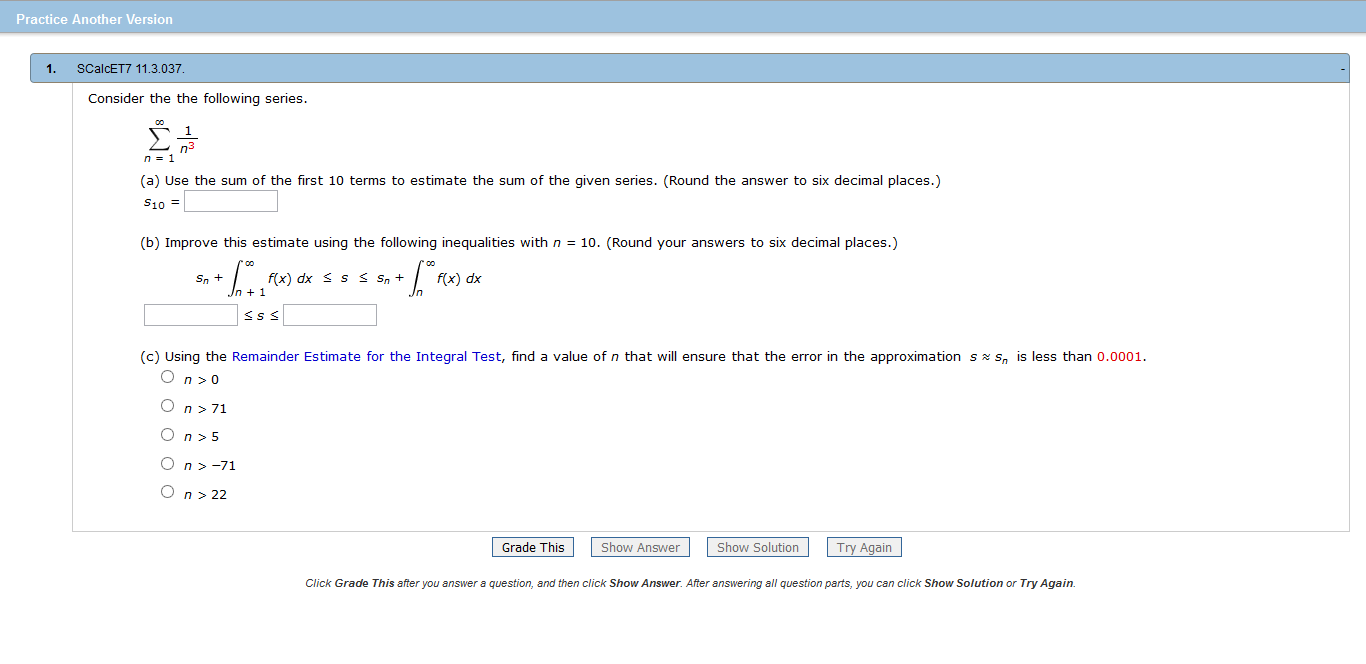 Practice Another Version
1. SCalcET7 11.3.037. -
Consider the the following series.
∞
∑ 1/n³
n = 1
(a) Use the sum of the first 10 terms to estimate the sum of the given series. (Round the answer to six decimal places.)
s₁₀ =
(b) Improve this estimate using the following inequalities with n = 10. (Round your answers to six decimal places.)
sₙ + ∫ₙ₊₁^∞ f(x) dx ≤ s ≤ sₙ + ∫ₙ^∞ f(x) dx
≤ s ≤
(c) Using the Remainder Estimate for the Integral Test, find a value of n that will ensure that the error in the approximation s ≈ sₙ is less than 0.0001.
n > 0
n > 71
n > 5
n > −71
n > 22
Grade This Show Answer Show Solution Try Again
Click Grade This after you answer a question, and then click Show Answer. After answering all question parts, you can click Show Solution or Try Again.